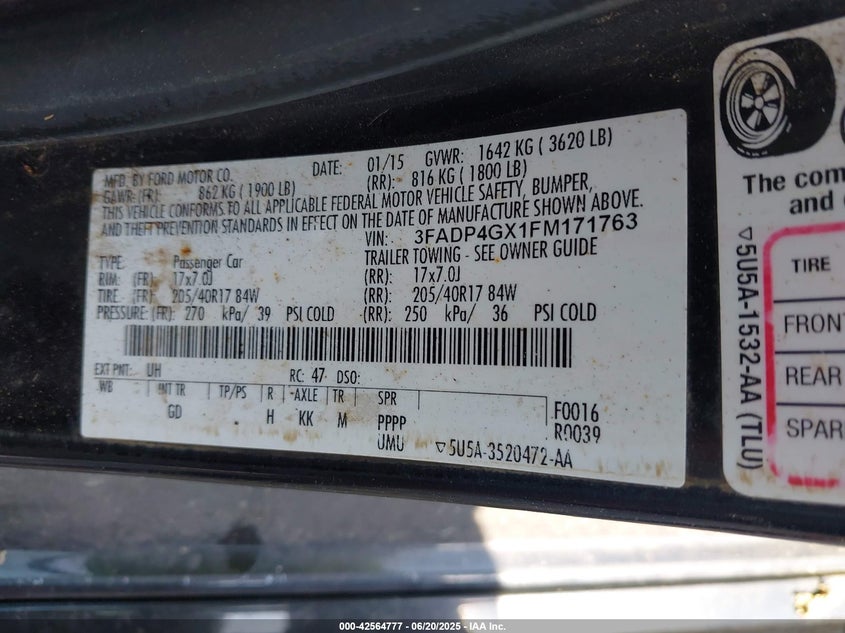 MFD. BY FORD MOTOR CO. DATE: 01/15 GVWR: 1642 KG ( 3620 LB)
GAWR: (FR): 862 KG ( 1900 LB) (RR): 816 KG ( 1800 LB)
THIS VEHICLE CONFORMS TO ALL APPLICABLE FEDERAL MOTOR VEHICLE SAFETY, BUMPER,
AND THEFT PREVENTION STANDARDS IN EFFECT ON THE DATE OF MANUFACTURE SHOWN ABOVE.
VIN: 3FADP4GX1FM171763
TYPE: Passenger Car TRAILER TOWING - SEE OWNER GUIDE
RIM: (FR) 17x7.0J (RR): 17x7.0J
TIRE: (FR) 205/40R17 84W (RR): 205/40R17 84W
PRESSURE: (FR) 270 kPa/ 39 PSI COLD (RR): 250 kPa/ 36 PSI COLD
EXT PNT: UH RC: 47 DSO:
WB INT TR TP/PS R AXLE TR SPR
GD H KK M PPPP F0016
UMU R0039
▽5U5A-3520472-AA
The com
and
▽5U5A-1532-AA (TLU)
TIRE
FRONT
REAR
SPAR
000-42564777 - 06/20/2025 - IAA Inc.